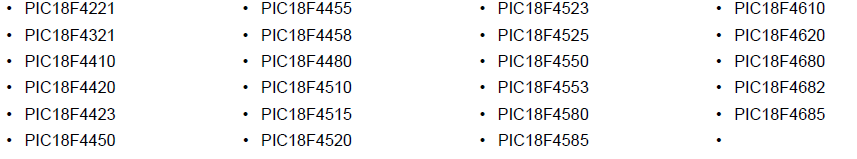 • PIC18F4221 • PIC18F4455 • PIC18F4523 • PIC18F4610
• PIC18F4321 • PIC18F4458 • PIC18F4525 • PIC18F4620
• PIC18F4410 • PIC18F4480 • PIC18F4550 • PIC18F4680
• PIC18F4420 • PIC18F4510 • PIC18F4553 • PIC18F4682
• PIC18F4423 • PIC18F4515 • PIC18F4580 • PIC18F4685
• PIC18F4450 • PIC18F4520 • PIC18F4585 •